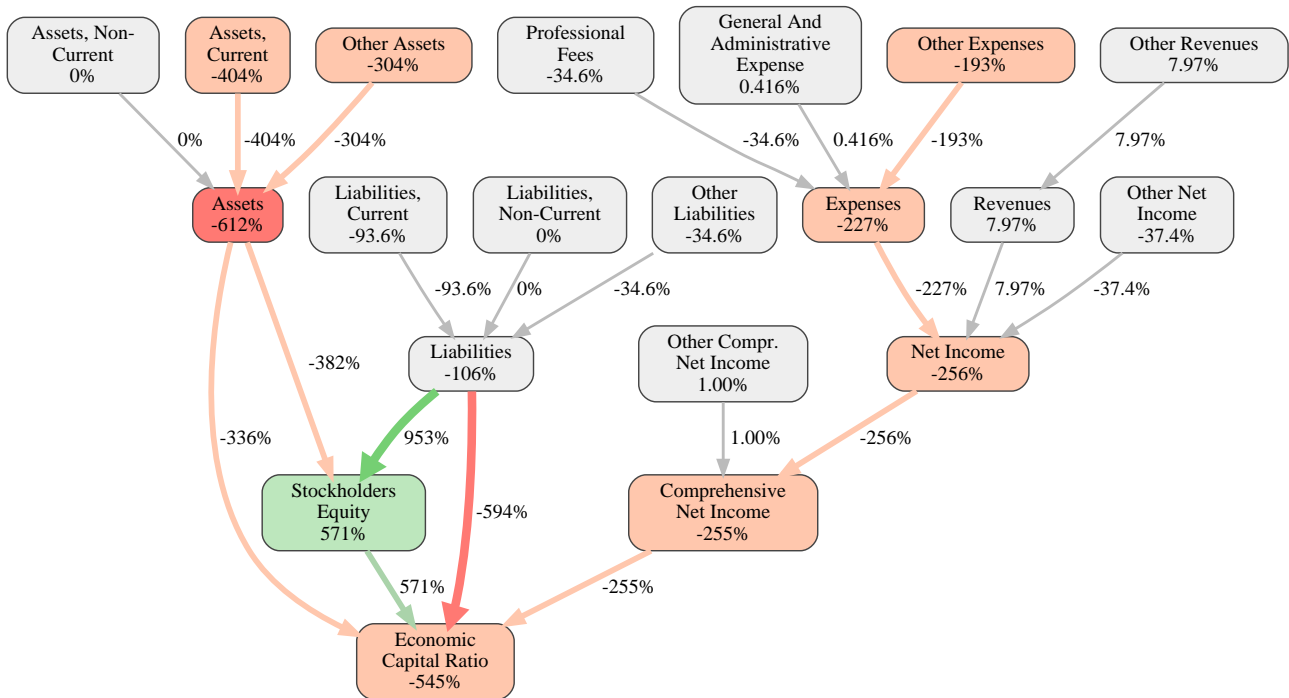 Assets, Non-
Current
0%
Assets,
Current
-404%
Other Assets
-304%
Professional
Fees
-34.6%
General And
Administrative
Expense
0.416%
Other Expenses
-193%
Other Revenues
7.97%
0%
-404%
-304%
-34.6%
0.416%
-193%
7.97%
Assets
-612%
Liabilities,
Current
-93.6%
Liabilities,
Non-Current
0%
Other
Liabilities
-34.6%
Expenses
-227%
Revenues
7.97%
Other Net
Income
-37.4%
-93.6%
0%
-34.6%
-227%
7.97%
-37.4%
-382%
Liabilities
-106%
Other Compr.
Net Income
1.00%
Net Income
-256%
-336%
953%
-594%
1.00%
-256%
Stockholders
Equity
571%
Comprehensive
Net Income
-255%
571%
-255%
Economic
Capital Ratio
-545%